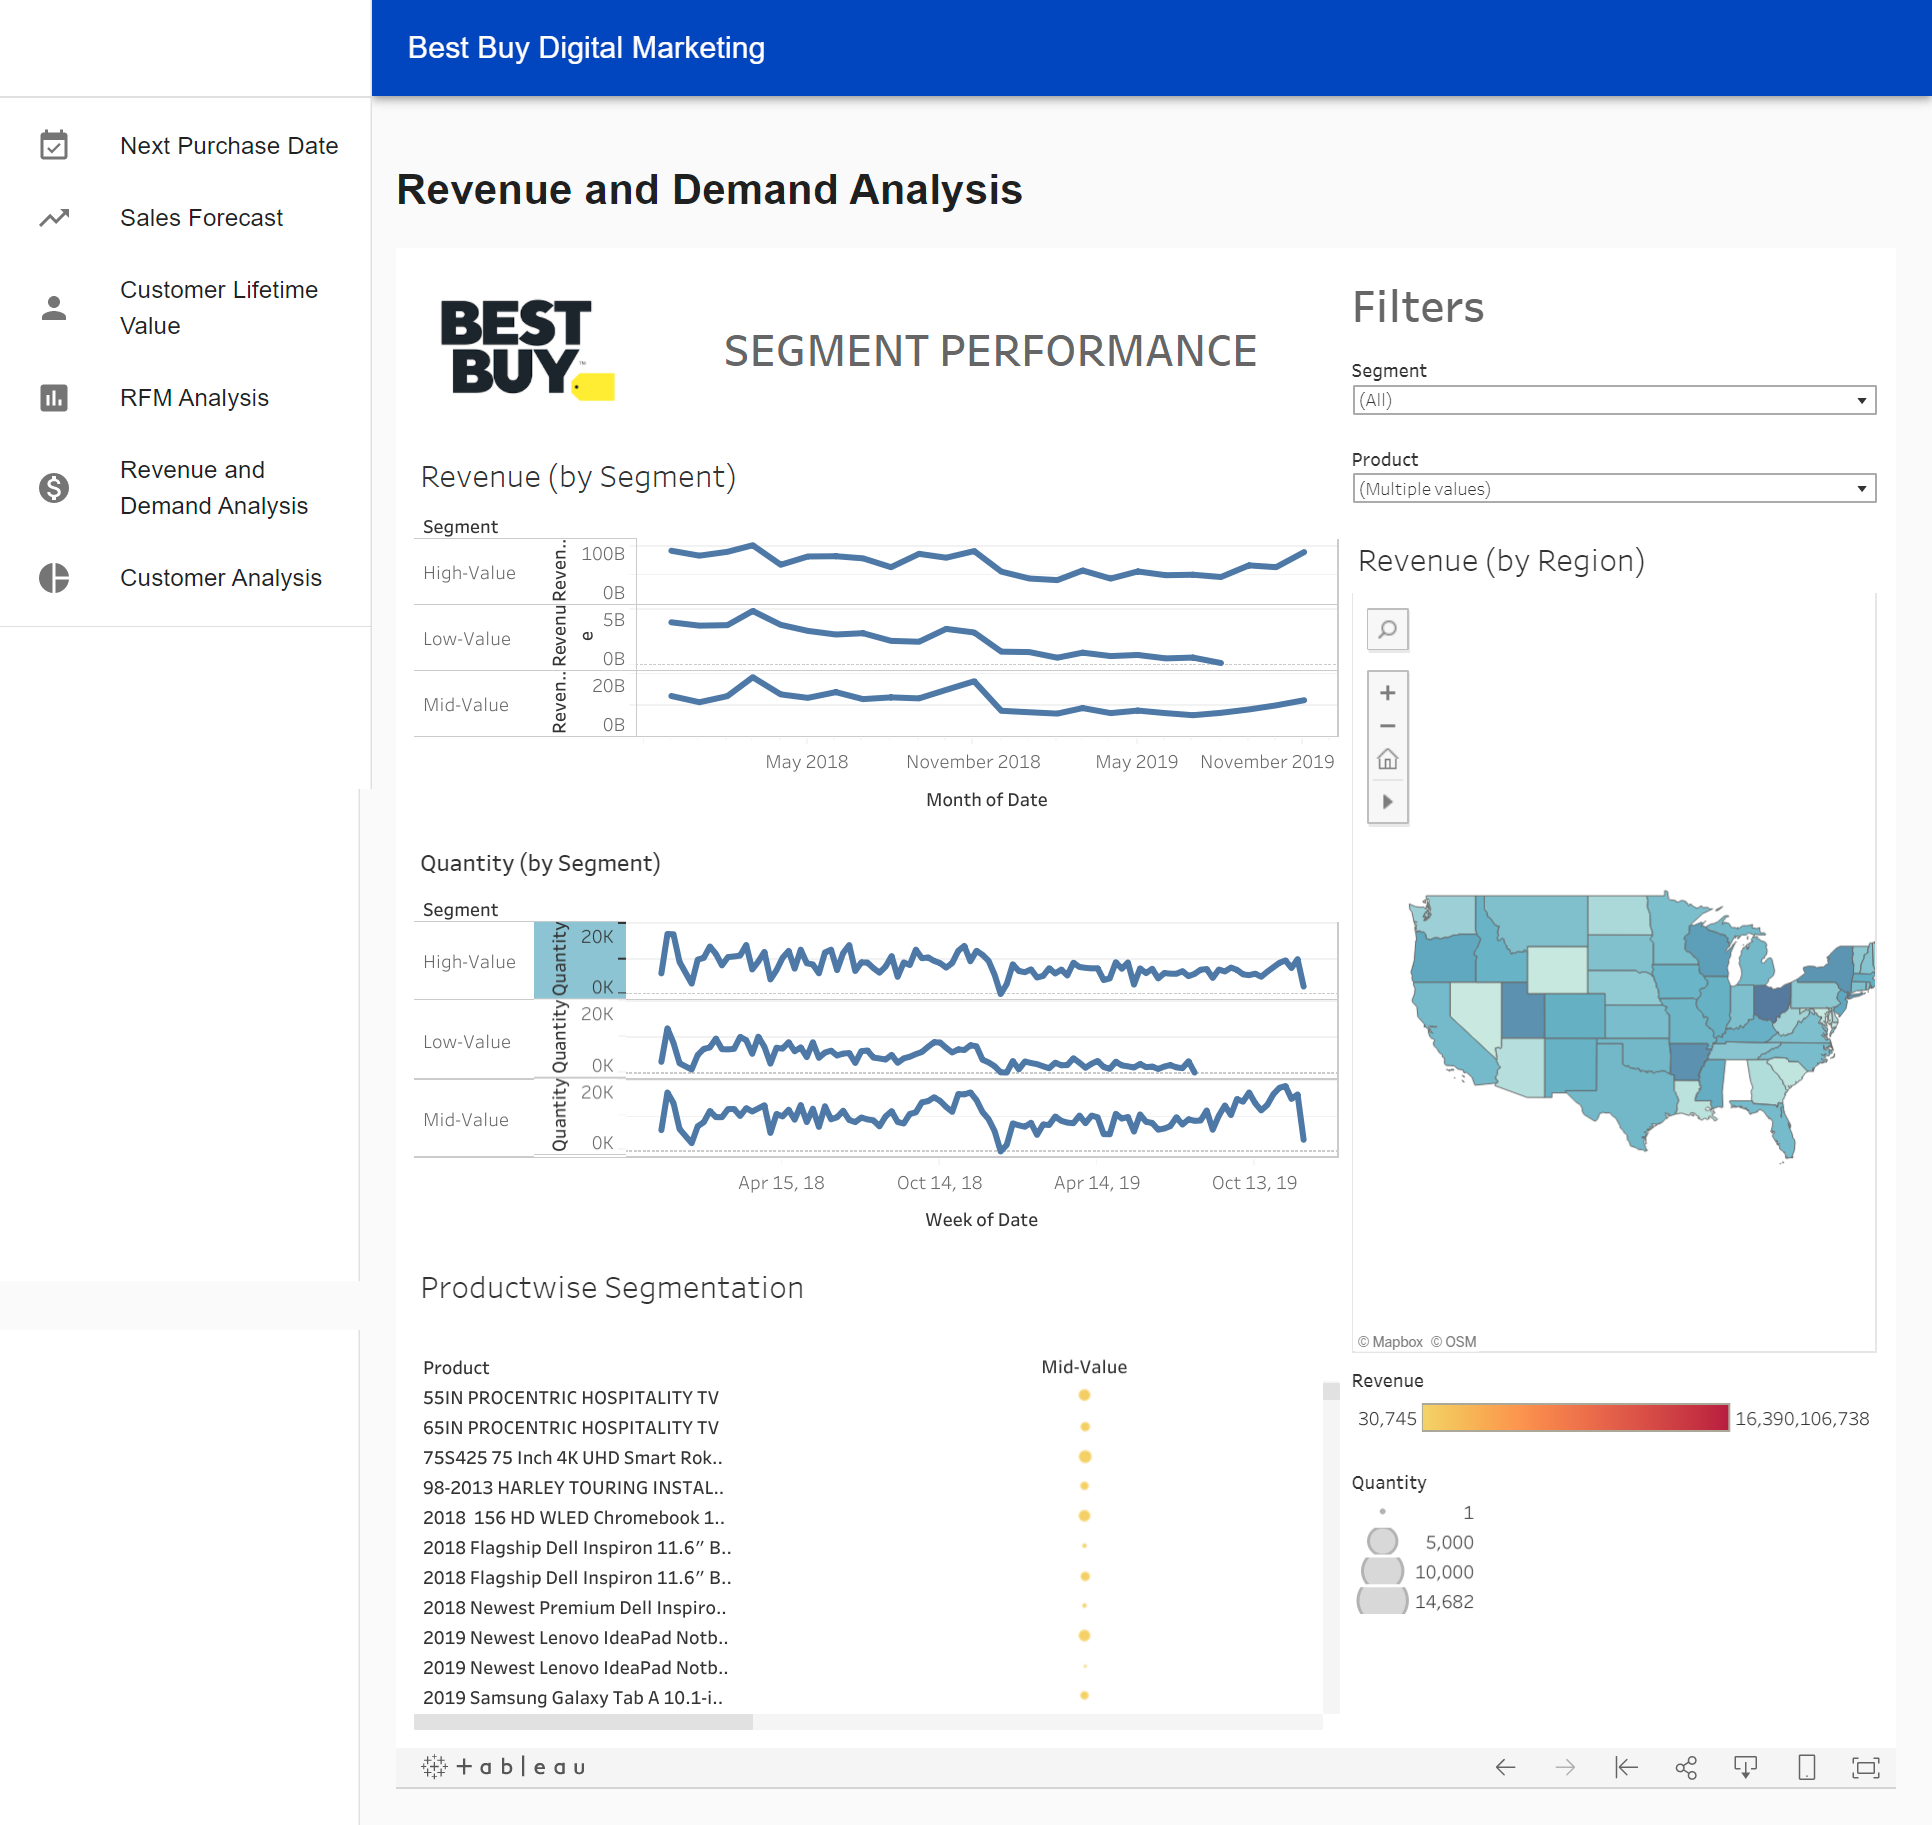 Best Buy Digital Marketing
Next Purchase Date
Sales Forecast
Customer Lifetime
Value
RFM Analysis
Revenue and
Demand Analysis
Customer Analysis
Revenue and Demand Analysis
BEST
BUY™
SEGMENT PERFORMANCE
Filters
Segment
(All)
Product
(Multiple values)
Revenue (by Segment)
Segment
High-Value
Reven..
100B
0B
Low-Value
Revenu
e
5B
0B
Mid-Value
Reven..
20B
0B
May 2018
November 2018
May 2019
November 2019
Month of Date
Quantity (by Segment)
Segment
High-Value
Quantity
20K
0K
Low-Value
Quantity
20K
0K
Mid-Value
Quantity
20K
0K
Apr 15, 18
Oct 14, 18
Apr 14, 19
Oct 13, 19
Week of Date
Productwise Segmentation
Product
Mid-Value
55IN PROCENTRIC HOSPITALITY TV
65IN PROCENTRIC HOSPITALITY TV
75S425 75 Inch 4K UHD Smart Rok..
98-2013 HARLEY TOURING INSTAL..
2018  156 HD WLED Chromebook 1..
2018 Flagship Dell Inspiron 11.6” B..
2018 Flagship Dell Inspiron 11.6” B..
2018 Newest Premium Dell Inspiro..
2019 Newest Lenovo IdeaPad Notb..
2019 Newest Lenovo IdeaPad Notb..
2019 Samsung Galaxy Tab A 10.1-i..
Revenue (by Region)
© Mapbox © OSM
Revenue
30,745
16,390,106,738
Quantity
1
5,000
10,000
14,682
+ableau